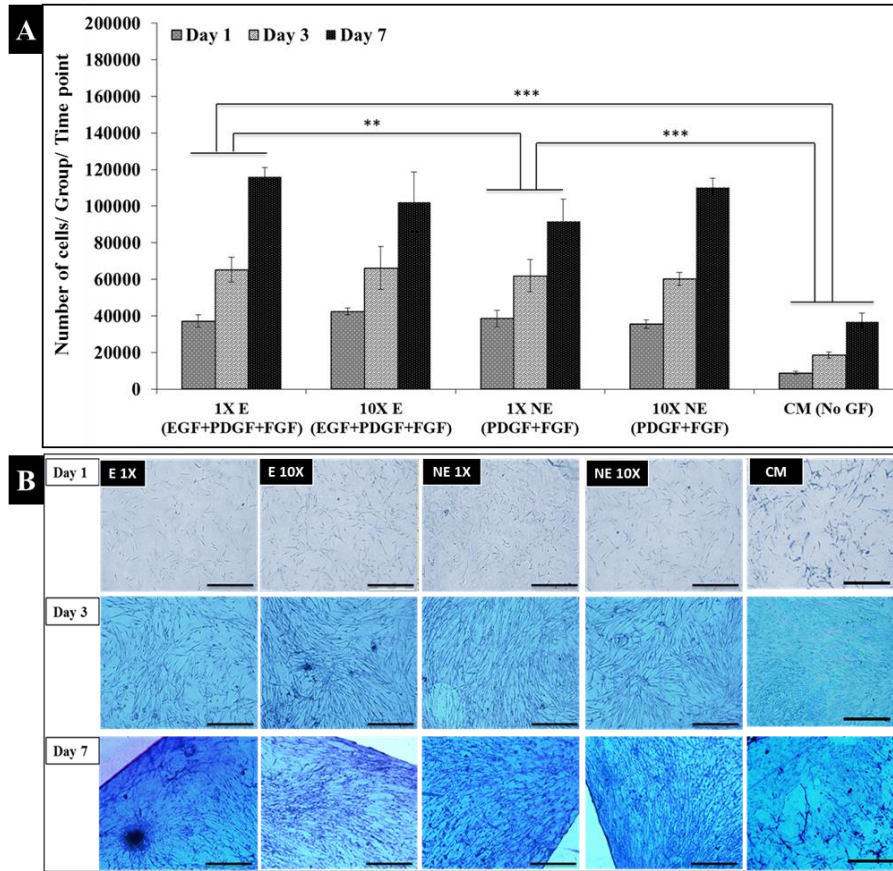 A
Number of cells/ Group/ Time point
200000
180000
160000
140000
120000
100000
80000
60000
40000
20000
0
Day 1 Day 3 Day 7
***
**
***
1X E
(EGF+PDGF+FGF)
10X E
(EGF+PDGF+FGF)
1X NE
(PDGF+FGF)
10X NE
(PDGF+FGF)
CM (No GF)
B
Day 1
E 1X
E 10X
NE 1X
NE 10X
CM
Day 3
Day 7